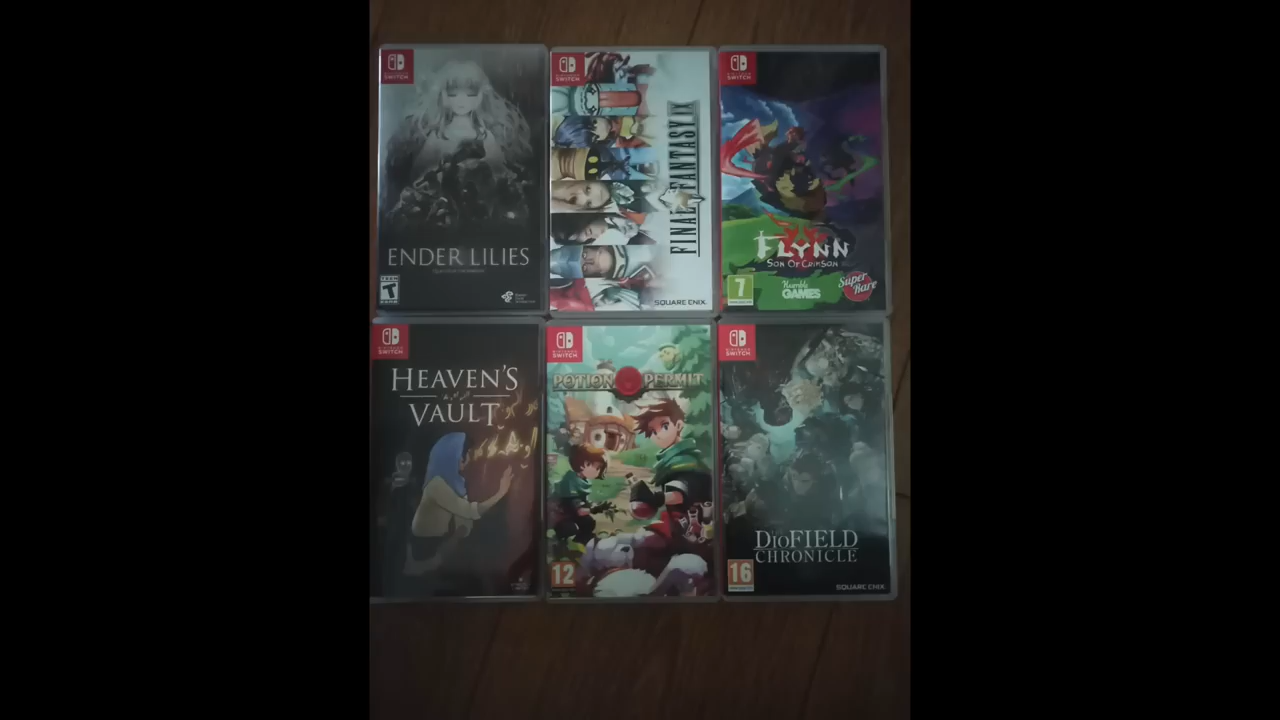 NINTENDO
SWITCH
ENDER LILIES
TEEN
T
NINTENDO
SWITCH
FINAL FANTASY IX
SQUARE ENIX
NINTENDO
SWITCH
FLYNN
SON OF CRIMSON
7
Humble
GAMES
Super
Rare
NINTENDO
SWITCH
HEAVEN'S
VAULT
NINTENDO
SWITCH
POTION PERMIT
12
NINTENDO
SWITCH
DioFIELD
CHRONICLE
16
SQUARE ENIX